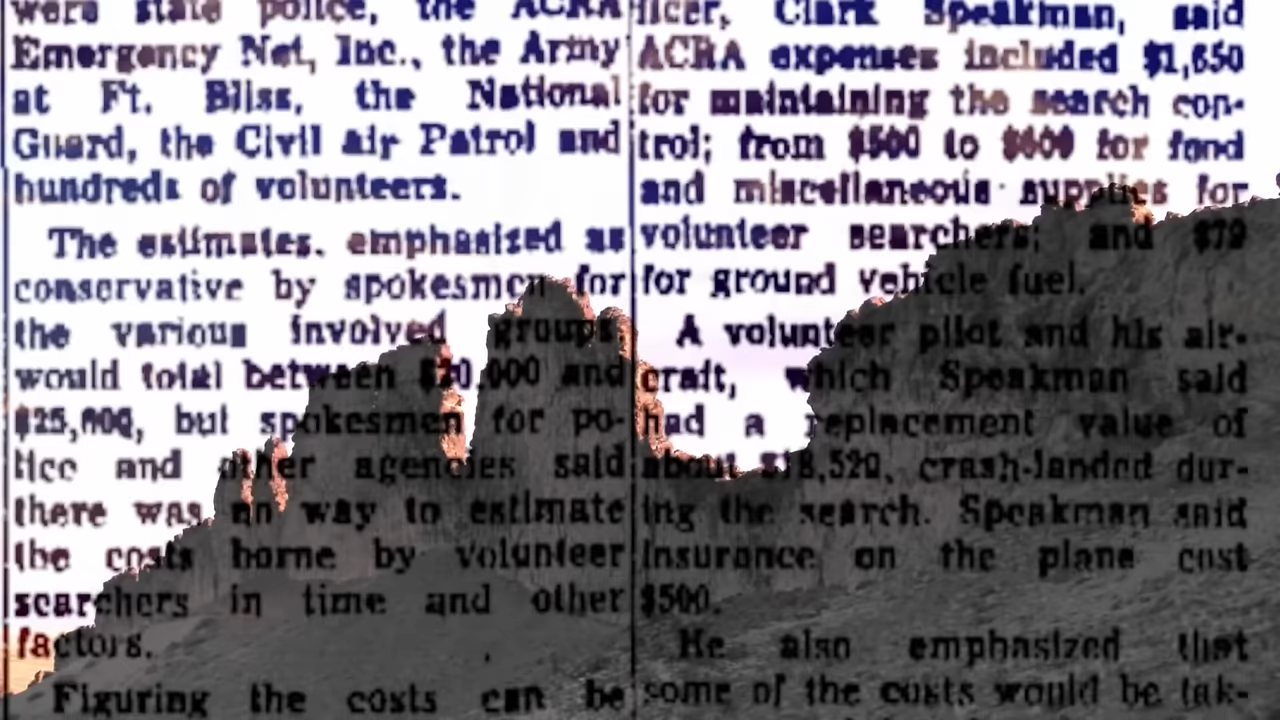 were state police, the ACRA
Emergency Net, Inc., the Army
at Ft. Bliss, the National
Guard, the Civil Air Patrol and
hundreds of volunteers.
The estimates, emphasized as
conservative by spokesmen for
the various involved groups,
would total between $20,000 and
$25,000, but spokesmen for po-
lice and other agencies said
there was no way to estimate
the costs borne by volunteer
searchers in time and other
factors.
Figuring the costs can be
ficer, Clark Speakman, said
ACRA expenses included $1,650
for maintaining the search con-
trol; from $500 to $600 for food
and miscellaneous supplies for
volunteer searchers; and $79
for ground vehicle fuel.
A volunteer pilot and his air-
craft, which Speakman said
had a replacement value of
about $18,520, crash-landed dur-
ing the search. Speakman said
insurance on the plane cost
$500.
He also emphasized that
some of the costs would be tak-